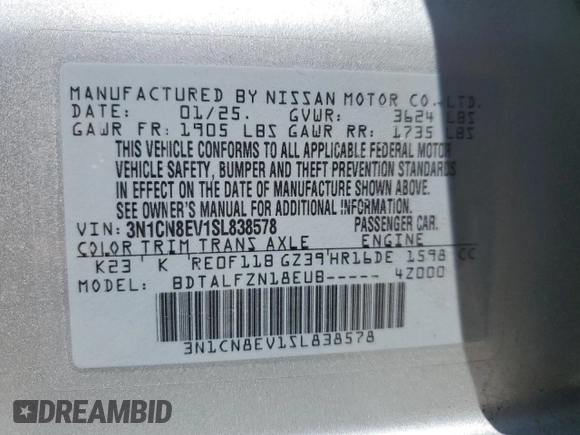 MANUFACTURED BY NISSAN MOTOR CO.,LTD.
DATE: 01/25. GVWR: 3624 LBS
GAWR FR: 1905 LBS GAWR RR: 1735 LBS
THIS VEHICLE CONFORMS TO ALL APPLICABLE FEDERAL MOTOR
VEHICLE SAFETY, BUMPER AND THEFT PREVENTION STANDARDS
IN EFFECT ON THE DATE OF MANUFACTURE SHOWN ABOVE.
SEE OWNER'S MANUAL FOR ADDITIONAL INFORMATION.
VIN: 3N1CN8EV1SL838578 PASSENGER CAR.
COLOR TRIM TRANS AXLE ENGINE
K23 K RE0F11B GZ39 HR16DE 1598 CC
MODEL: BDTALFZN18EUB----- 4Z000
3N1CN8EV1SL838578
DREAMBID